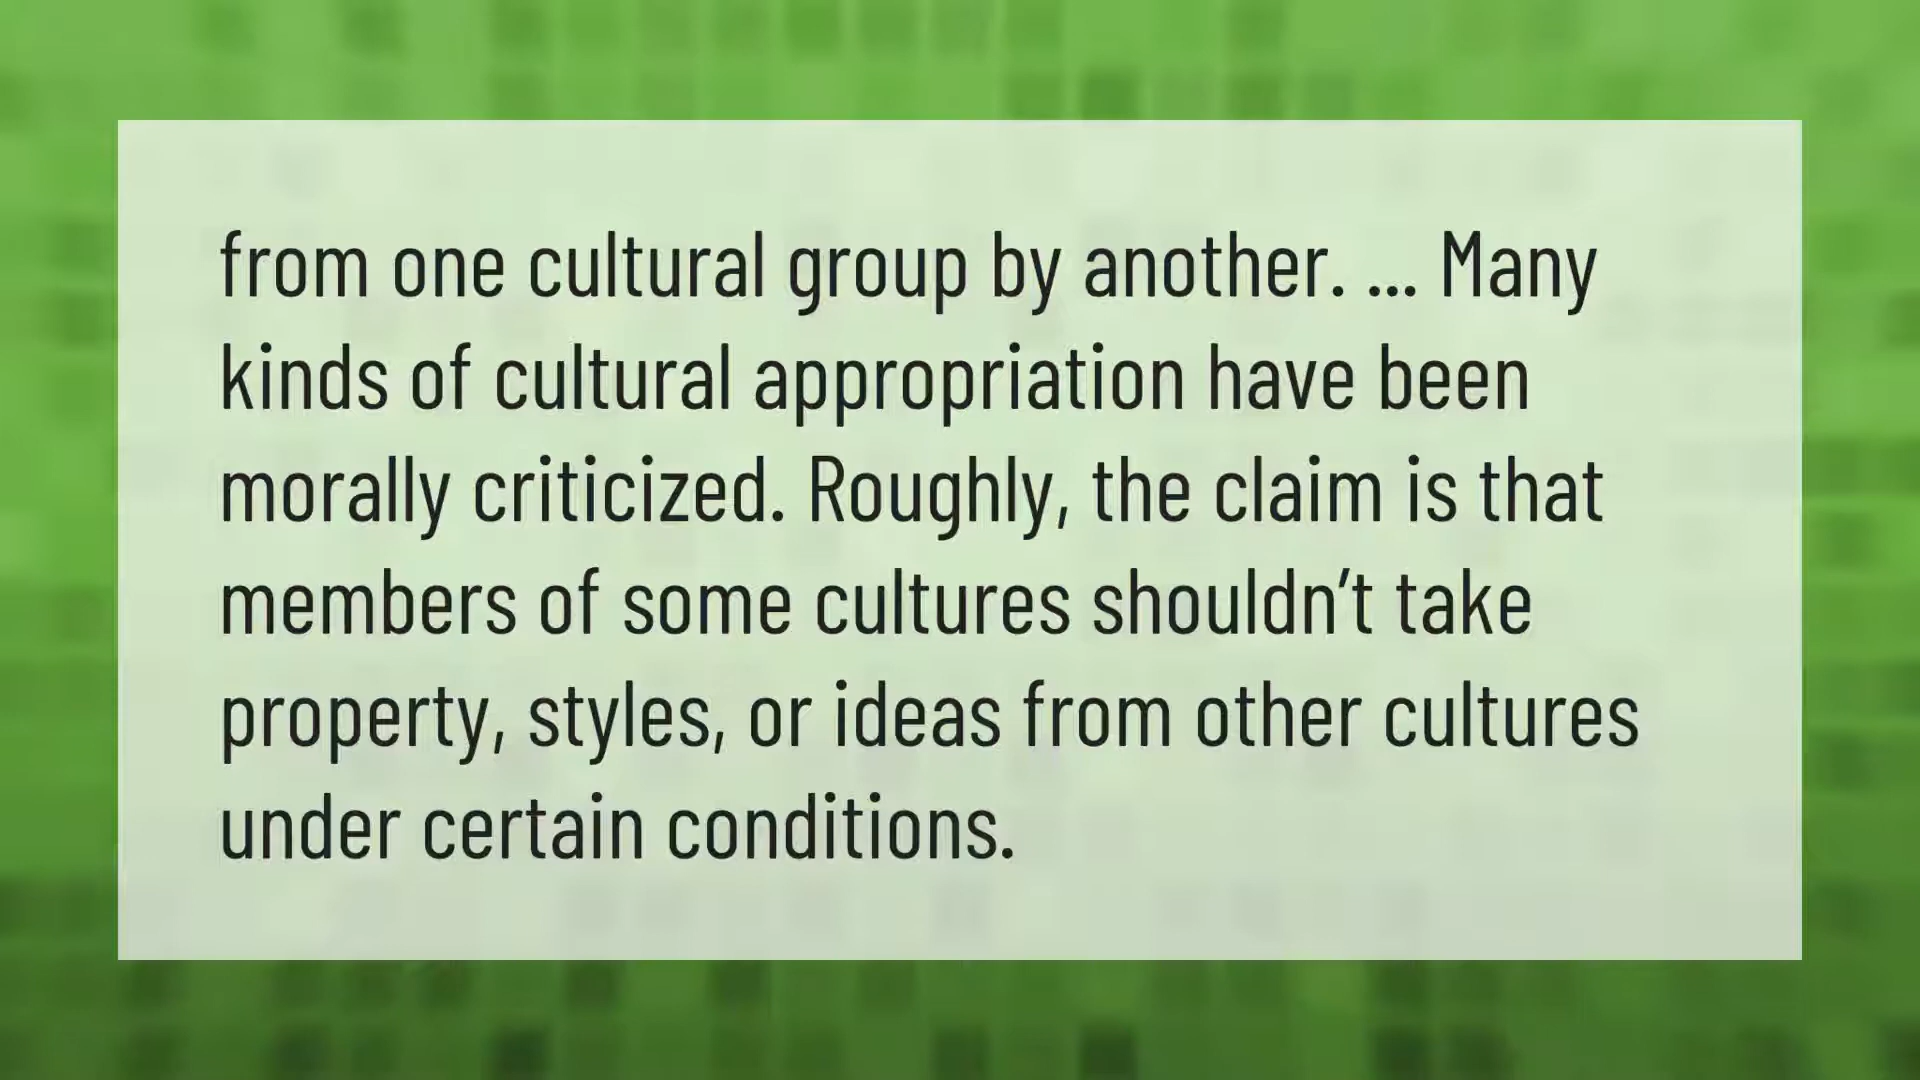 from one cultural group by another. ... Many
kinds of cultural appropriation have been
morally criticized. Roughly, the claim is that
members of some cultures shouldn’t take
property, styles, or ideas from other cultures
under certain conditions.